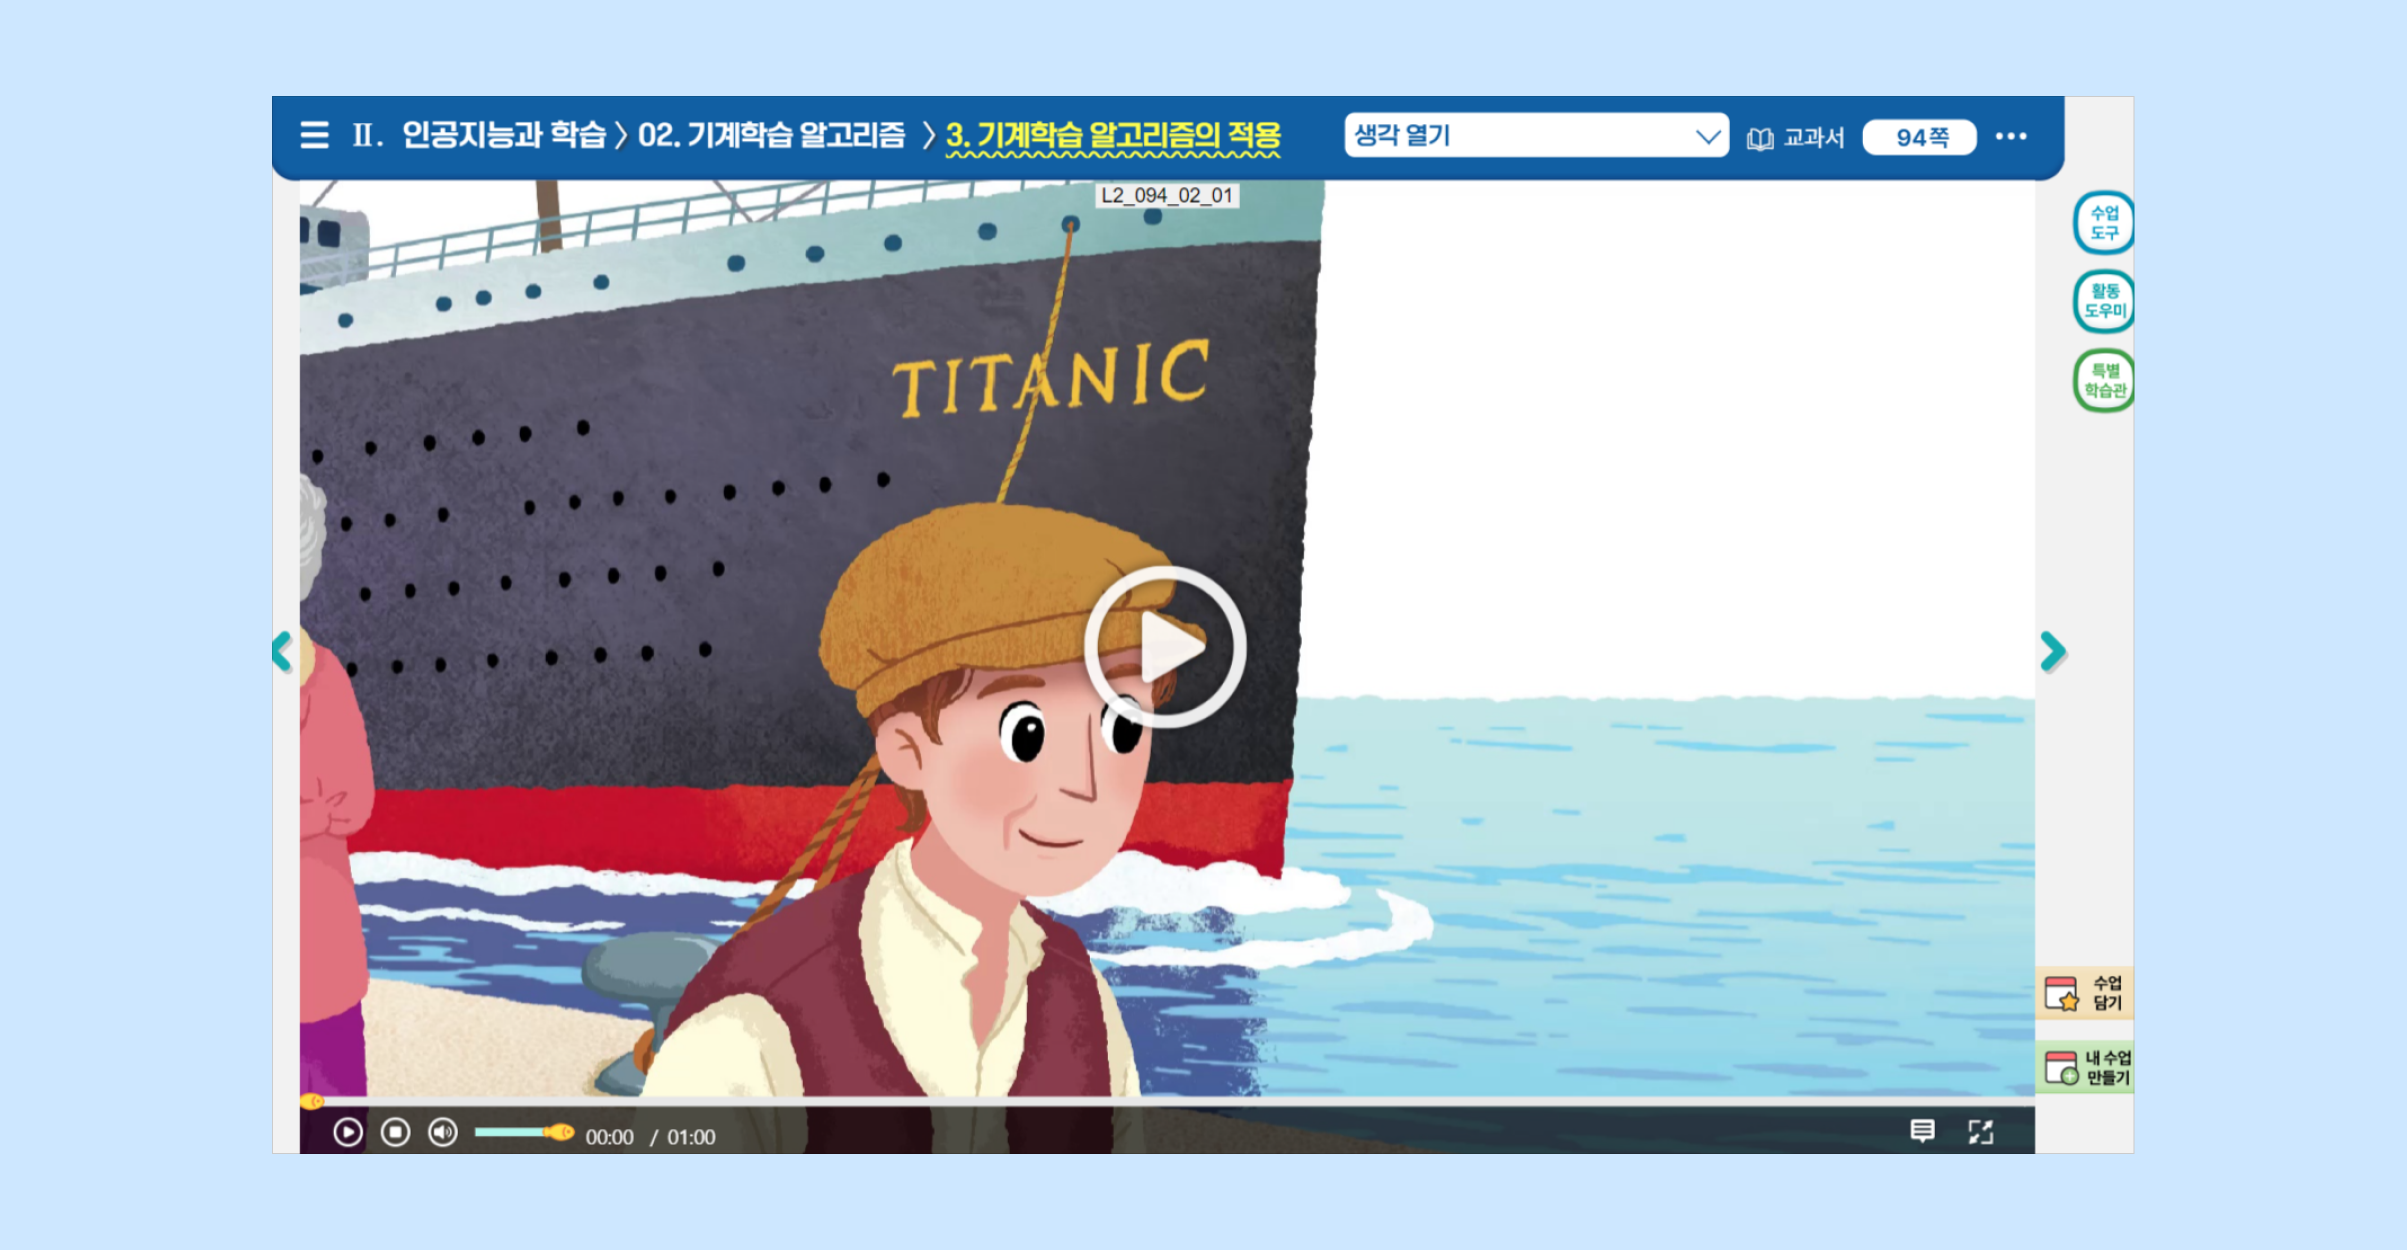 Ⅱ. 인공지능과 학습 〉 02. 기계학습 알고리즘 〉 3. 기계학습 알고리즘의 적용
생각 열기
교과서
94쪽
L2_094_02_01
수업
도구
활동
도우미
특별
학습관
TITANIC
수업
담기
내 수업
만들기
00:00 / 01:00